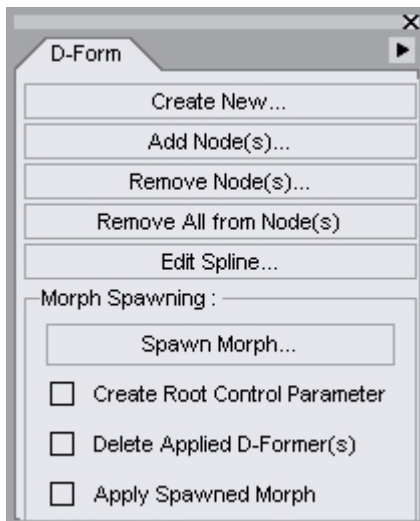 D-Form
Create New...
Add Node(s)...
Remove Node(s)...
Remove All from Node(s)
Edit Spline...
Morph Spawning :
Spawn Morph...
Create Root Control Parameter
Delete Applied D-Former(s)
Apply Spawned Morph